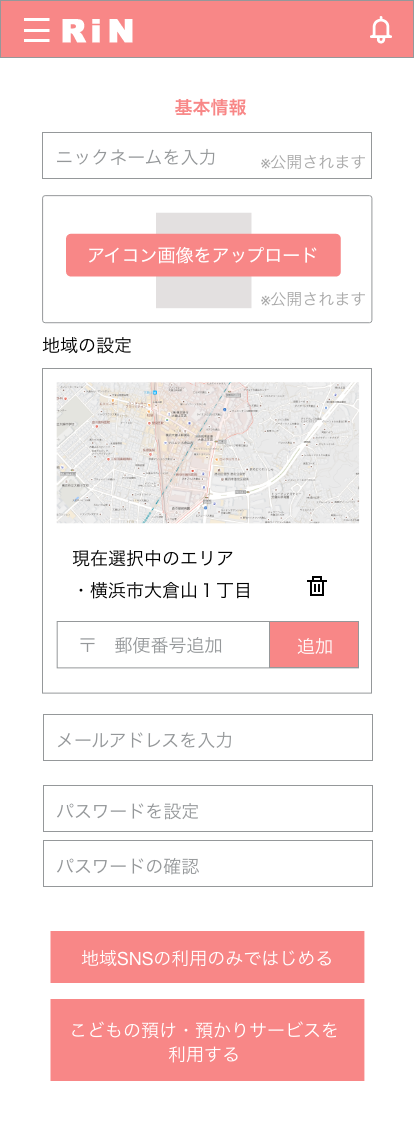 RiN
基本情報
ニックネームを入力
※公開されます
アイコン画像をアップロード
※公開されます
地域の設定
現在選択中のエリア
・横浜市大倉山１丁目
〒 郵便番号追加
追加
メールアドレスを入力
パスワードを設定
パスワードの確認
地域SNSの利用のみではじめる
こどもの預け・預かりサービスを
利用する